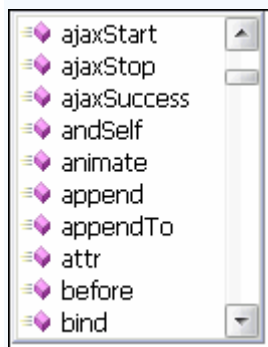 ajaxStart
ajaxStop
ajaxSuccess
andSelf
animate
append
appendTo
attr
before
bind